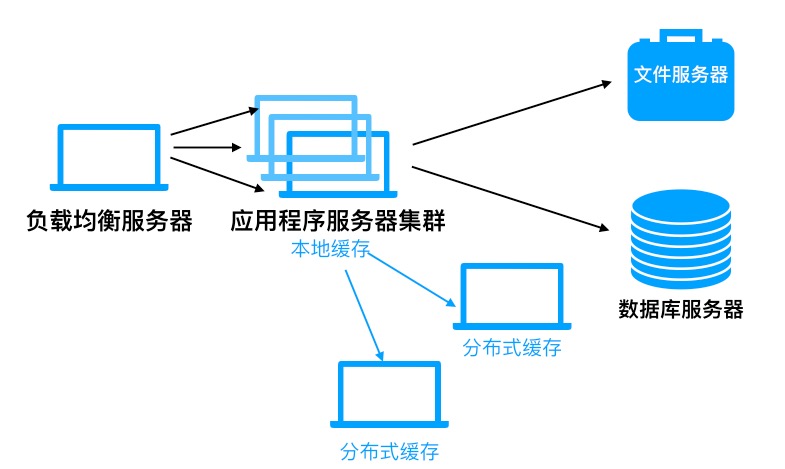 文件服务器
负载均衡服务器
应用程序服务器集群
本地缓存
数据库服务器
分布式缓存
分布式缓存